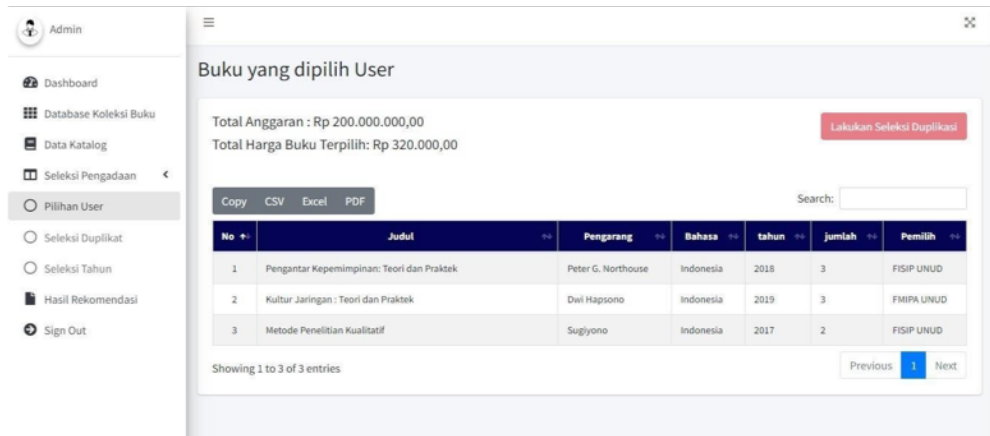 Admin
Dashboard
Database Koleksi Buku
Data Katalog
Seleksi Pengadaan
Pilihan User
Seleksi Duplikat
Seleksi Tahun
Hasil Rekomendasi
Sign Out
Buku yang dipilih User
Total Anggaran : Rp 200.000.000,00
Total Harga Buku Terpilih: Rp 320.000,00
Lakukan Seleksi Duplikasi
Copy CSV Excel PDF
Search:
No Judul Pengarang Bahasa tahun jumlah Pemilih
1 Pengantar Kepemimpinan: Teori dan Praktek Peter G. Northouse Indonesia 2018 3 FISIP UNUD
2 Kultur Jaringan : Teori dan Praktek Dwi Hapsono Indonesia 2019 3 FMIPA UNUD
3 Metode Penelitian Kualitatif Sugiyono Indonesia 2017 2 FISIP UNUD
Showing 1 to 3 of 3 entries
Previous 1 Next